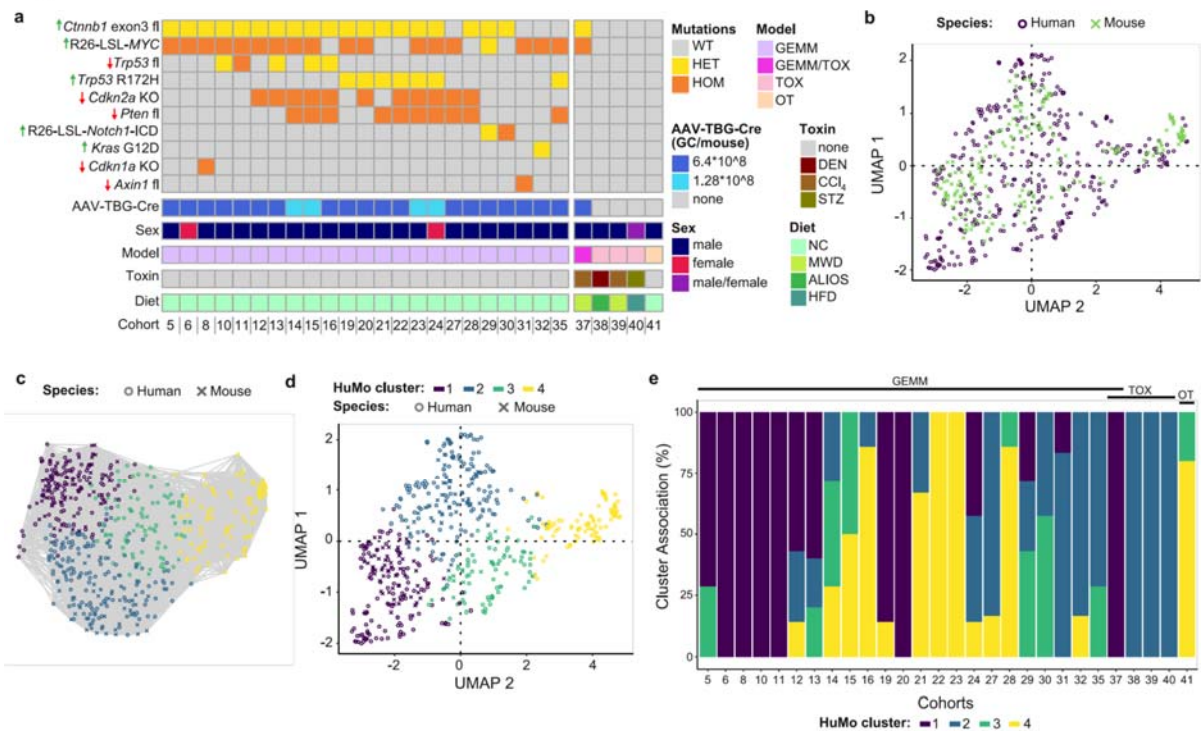 a
↑Ctnnb1 exon3 fl
↑R26-LSL-MYC
↓Trp53 fl
↑Trp53 R172H
↓Cdkn2a KO
↓Pten fl
↑R26-LSL-Notch1-ICD
↑Kras G12D
↓Cdkn1a KO
↓Axin1 fl
AAV-TBG-Cre
Sex
Model
Toxin
Diet
Cohort 5 6 8 10 11 12 13 14 15 16 19 20 21 22 23 24 27 28 29 30 31 32 35 37 38 39 40 41
Mutations
WT
HET
HOM
AAV-TBG-Cre
(GC/mouse)
6.4*10^8
1.28*10^8
none
Sex
male
female
male/female
Model
GEMM
GEMM/TOX
TOX
OT
Toxin
none
DEN
CCl4
STZ
Diet
NC
MWD
ALIOS
HFD
b
Species: Human Mouse
UMAP 1
2
1
0
-1
-2
-2 0 2 4
UMAP 2
c
Species: Human Mouse
d
HuMo cluster: 1 2 3 4
Species: Human Mouse
UMAP 1
2
1
0
-1
-2
-2 0 2 4
UMAP 2
e
GEMM
TOX
OT
Cluster Association (%)
100
75
50
25
0
5 6 8 10 11 12 13 14 15 16 19 20 21 22 23 24 27 28 29 30 31 32 35 37 38 39 40 41
Cohorts
HuMo cluster: 1 2 3 4